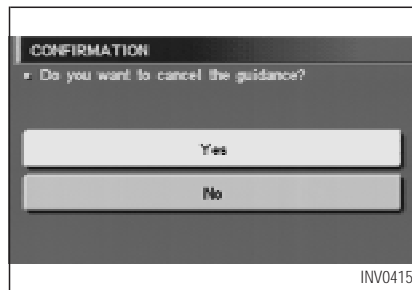 CONFIRMATION
Do you want to cancel the guidance?
Yes
No
INV0415